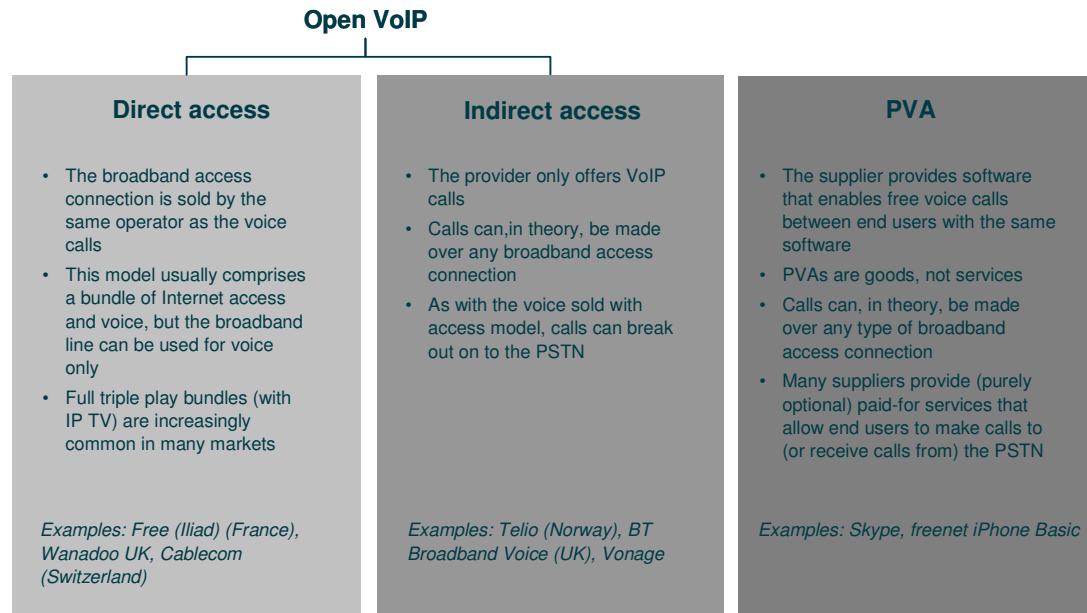 Open VoIP
Direct access
• The broadband access
connection is sold by the
same operator as the voice
calls
• This model usually comprises
a bundle of Internet access
and voice, but the broadband
line can be used for voice
only
• Full triple play bundles (with
IP TV) are increasingly
common in many markets
Examples: Free (Iliad) (France),
Wanadoo UK, Cablecom
(Switzerland)
Indirect access
• The provider only offers VoIP
calls
• Calls can,in theory, be made
over any broadband access
connection
• As with the voice sold with
access model, calls can break
out on to the PSTN
Examples: Telio (Norway), BT
Broadband Voice (UK), Vonage
PVA
• The supplier provides software
that enables free voice calls
between end users with the same
software
• PVAs are goods, not services
• Calls can, in theory, be made
over any type of broadband
access connection
• Many suppliers provide (purely
optional) paid-for services that
allow end users to make calls to
(or receive calls from) the PSTN
Examples: Skype, freenet iPhone Basic